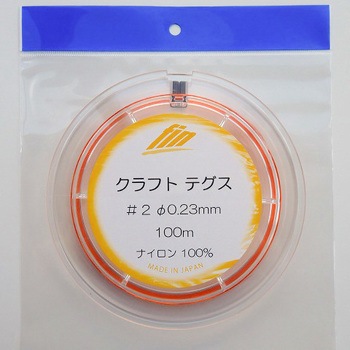 fin
クラフト テグス
#2 φ0.23mm
100m
ナイロン 100%
MADE IN JAPAN